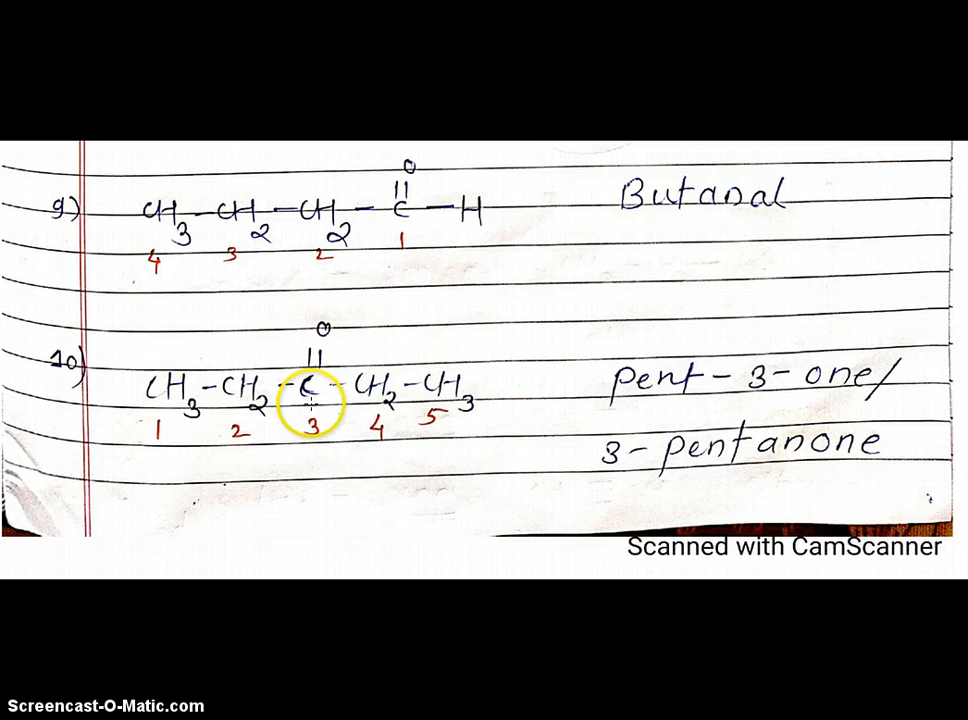 O
||
9) CH3 - CH2 - CH2 - C - H Butanal
4 3 2 1
O
||
10) CH3 - CH2 - C - CH2 - CH3 pent - 3 - one/
1 2 3 4 5
3 - pentanone
Scanned with CamScanner
Screencast-O-Matic.com